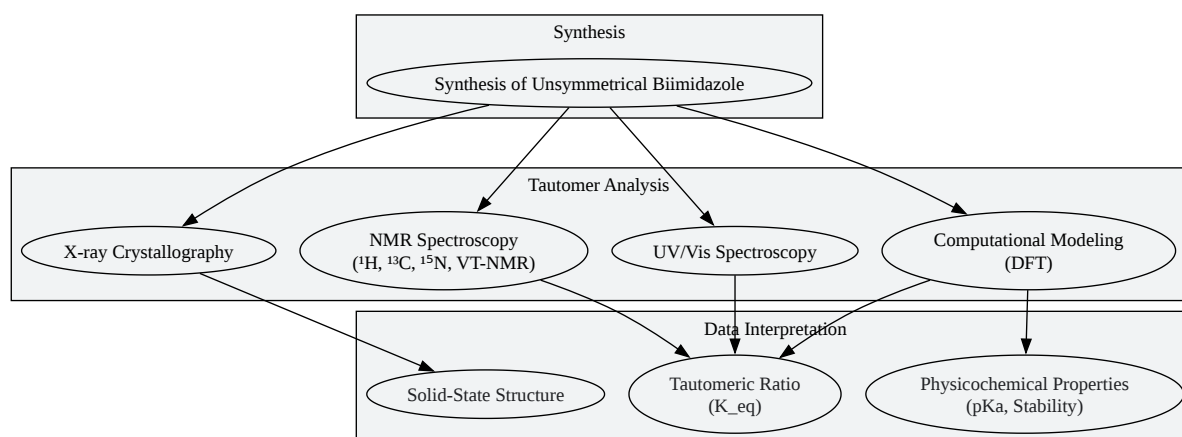 Synthesis
Synthesis of Unsymmetrical Biimidazole
Tautomer Analysis
X-ray Crystallography
NMR Spectroscopy
(¹H, ¹³C, ¹⁵N, VT-NMR)
UV/Vis Spectroscopy
Computational Modeling
(DFT)
Data Interpretation
Solid-State Structure
Tautomeric Ratio
(K_eq)
Physicochemical Properties
(pKa, Stability)